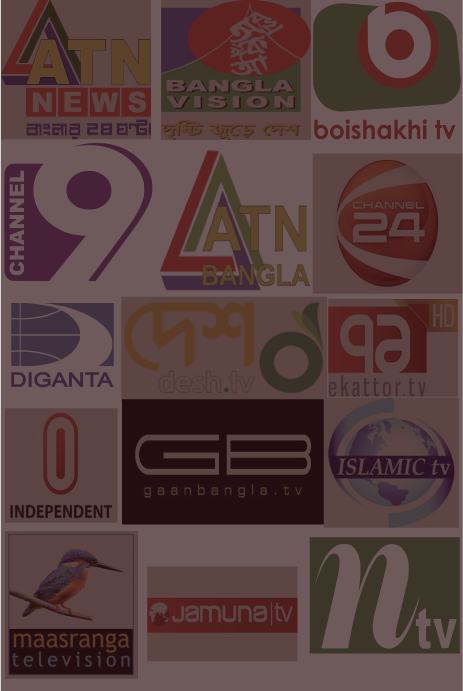 ATN
NEWS
বাংলার ২৪ ঘন্টা
BANGLA
VISION
দৃষ্টি জুড়ে দেশ
b
boishakhi tv
CHANNEL
9
ATN
BANGLA
CHANNEL
24
DIGANTA
দেশ
desh.tv
৭১
HD
ekattor.tv
INDEPENDENT
GB
gaanbangla.tv
ISLAMIC tv
maasranga
television
jamuna|tv
n
tv